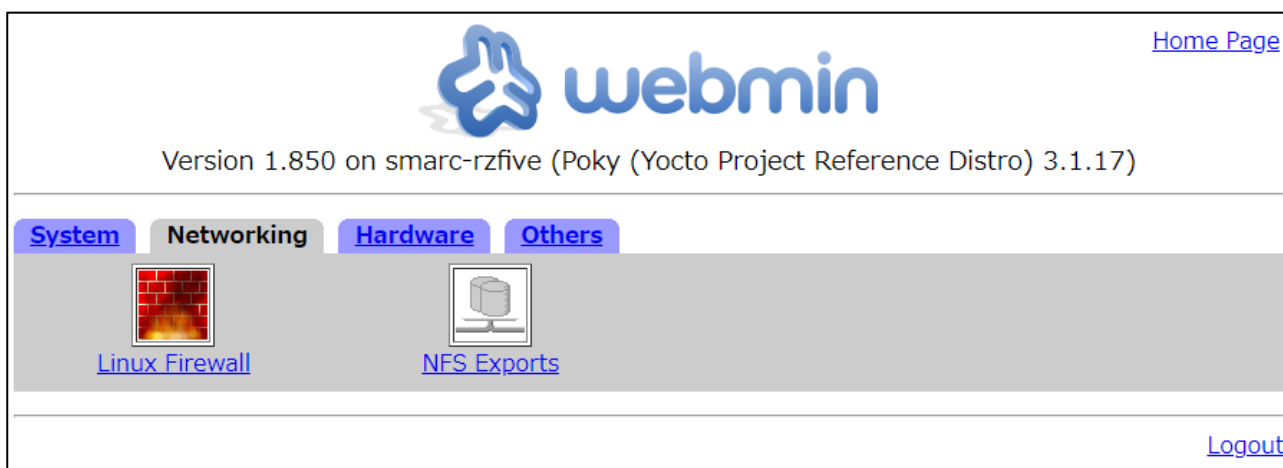 Home Page
webmin
Version 1.850 on smarc-rzfive (Poky (Yocto Project Reference Distro) 3.1.17)
System Networking Hardware Others
Linux Firewall NFS Exports
Logout